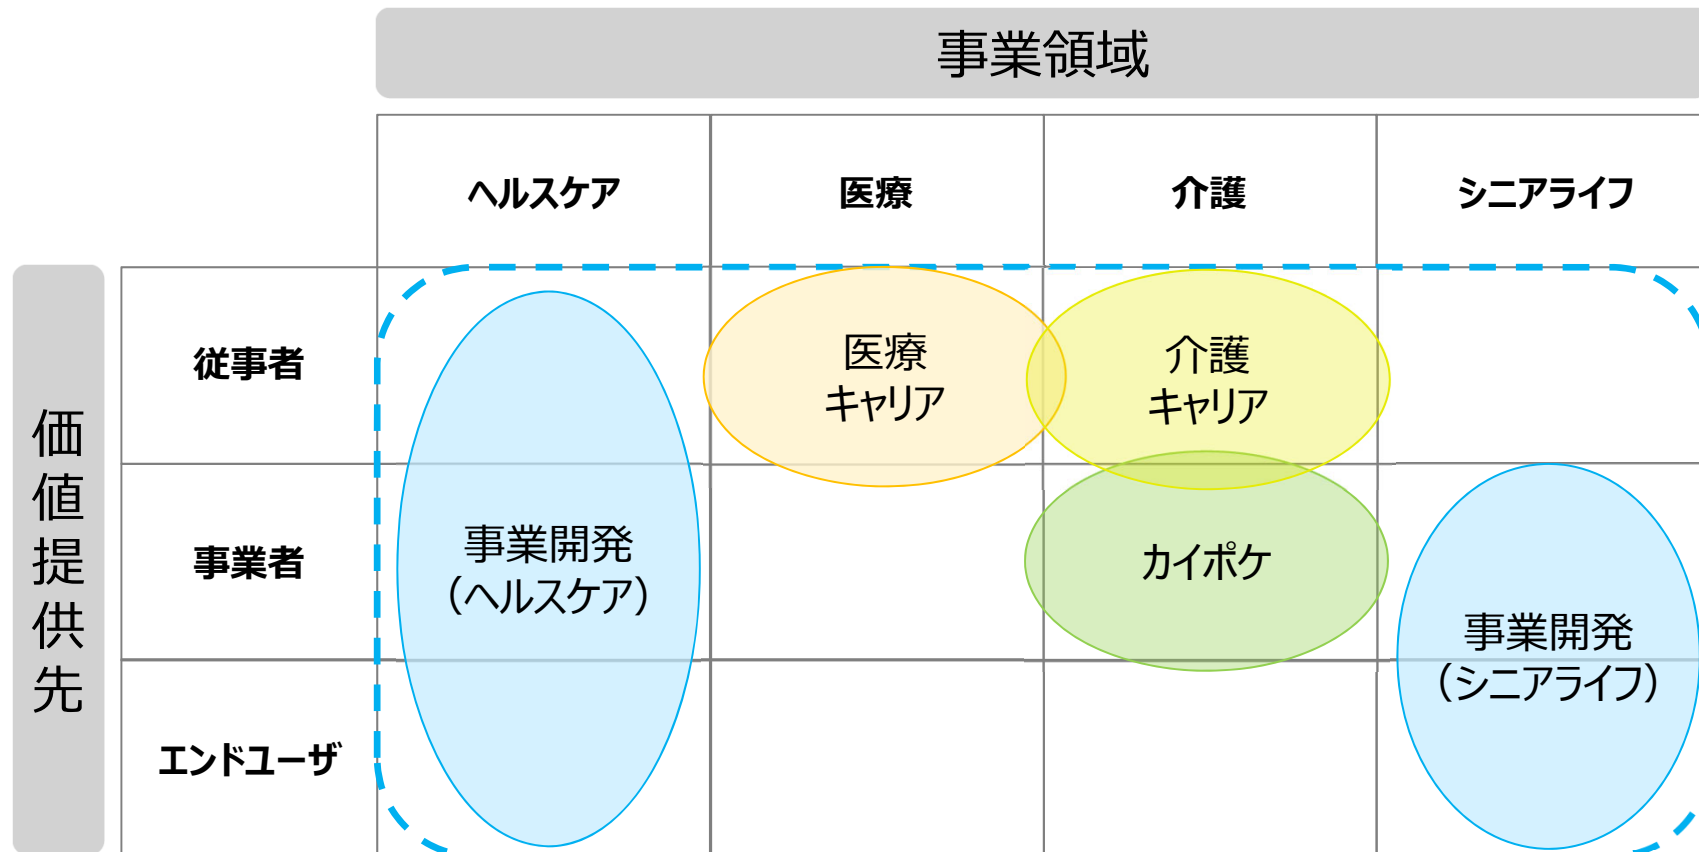 事業領域
ヘルスケア
医療
介護
シニアライフ
価値提供先
従事者
医療
キャリア
介護
キャリア
事業者
事業開発
（ヘルスケア）
カイポケ
事業開発
（シニアライフ）
エンドユーザ